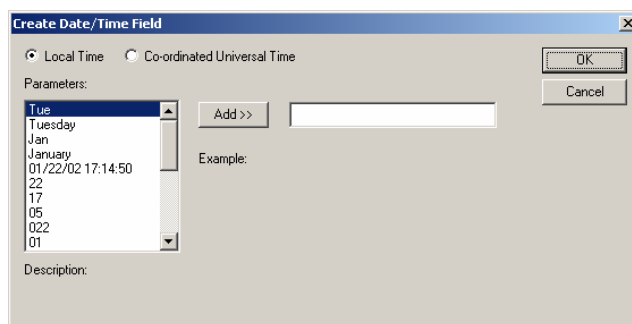 Create Date/Time Field
Local Time Co-ordinated Universal Time
OK
Cancel
Parameters:
Tue
Tuesday
Jan
January
01/22/02 17:14:50
22
17
05
022
01
Add >>
Example:
Description: